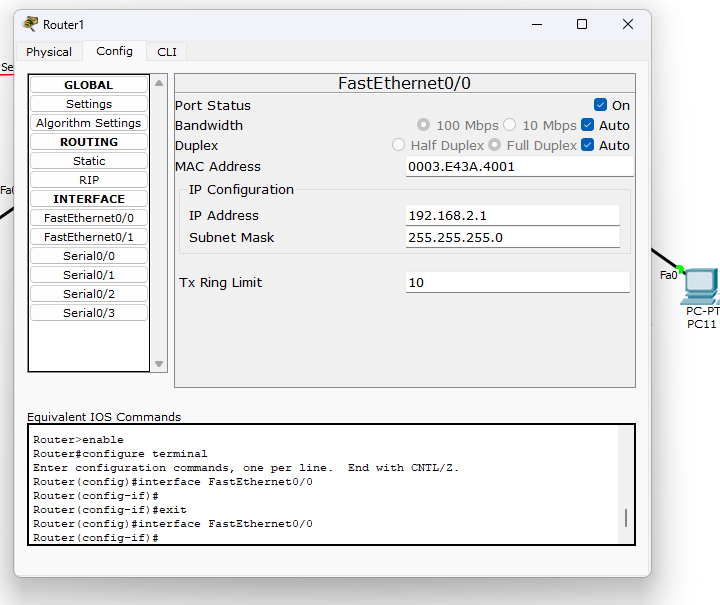 Router1
Physical
Config
CLI
Se
Fa0
GLOBAL
Settings
Algorithm Settings
ROUTING
Static
RIP
INTERFACE
FastEthernet0/0
FastEthernet0/1
Serial0/0
Serial0/1
Serial0/2
Serial0/3
FastEthernet0/0
Port Status On
Bandwidth 100 Mbps 10 Mbps Auto
Duplex Half Duplex Full Duplex Auto
MAC Address 0003.E43A.4001
IP Configuration
IP Address 192.168.2.1
Subnet Mask 255.255.255.0
Tx Ring Limit 10
Fa0
PC-PT
PC11
Equivalent IOS Commands
Router>enable
Router#configure terminal
Enter configuration commands, one per line.  End with CNTL/Z.
Router(config)#interface FastEthernet0/0
Router(config-if)#
Router(config-if)#exit
Router(config)#interface FastEthernet0/0
Router(config-if)#